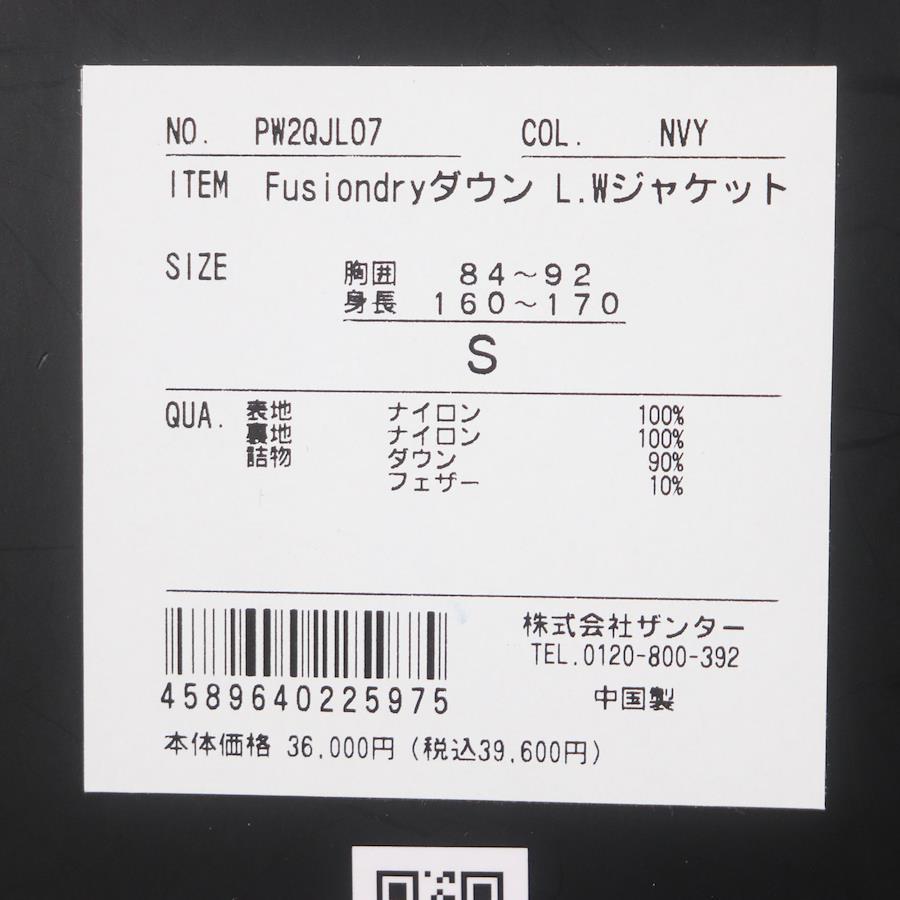 NO. PW2QJL07 COL. NVY
ITEM Fusiondryダウン L.Wジャケット
SIZE 胸囲 84～92
身長 160～170
S
QUA. 表地 ナイロン 100%
裏地 ナイロン 100%
詰物 ダウン 90%
フェザー 10%
株式会社ザンター
TEL.0120-800-392
4589640225975
中国製
本体価格 36,000円 (税込39,600円)